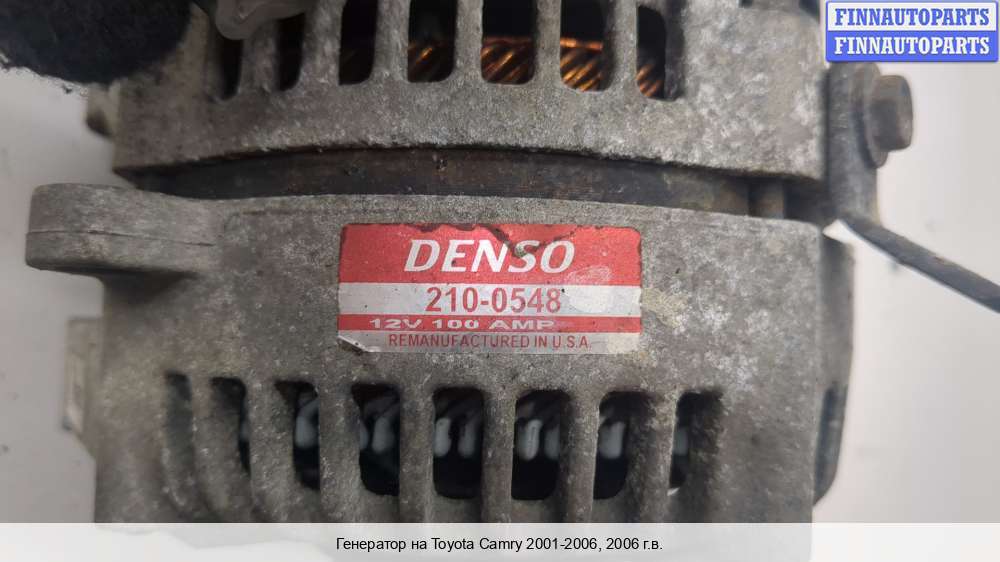 FINNAUTOPARTS
FINNAUTOPARTS
DENSO
210-0548
12V 100 AMP
REMANUFACTURED IN U.S.A.
Генератор на Toyota Camry 2001-2006, 2006 г.в.